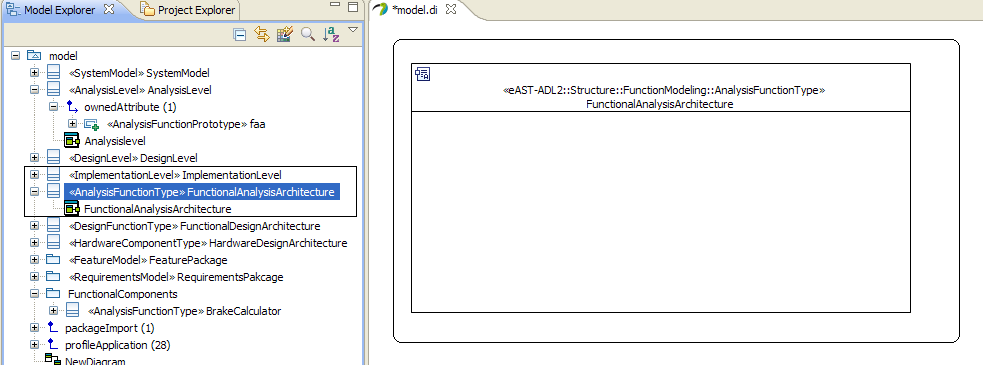 Model Explorer
Project Explorer
*model.di
model
«SystemModel» SystemModel
«AnalysisLevel» AnalysisLevel
ownedAttribute (1)
«AnalysisFunctionPrototype» faa
Analysislevel
«DesignLevel» DesignLevel
«ImplementationLevel» ImplementationLevel
«AnalysisFunctionType» FunctionalAnalysisArchitecture
FunctionalAnalysisArchitecture
«DesignFunctionType» FunctionalDesignArchitecture
«HardwareComponentType» HardwareDesignArchitecture
«FeatureModel» FeaturePackage
«RequirementsModel» RequirementsPakcage
FunctionalComponents
«AnalysisFunctionType» BrakeCalculator
packageImport (1)
profileApplication (28)
NewDiagram
«eAST-ADL2::Structure::FunctionModeling::AnalysisFunctionType»
FunctionalAnalysisArchitecture